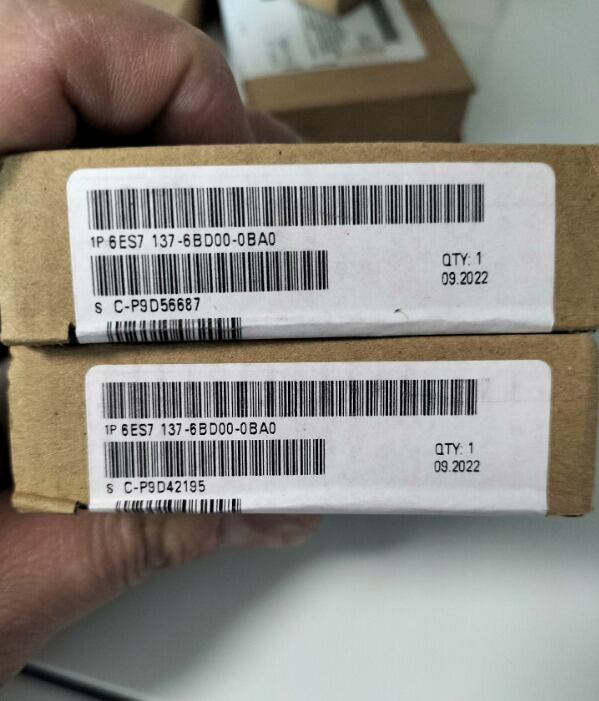 1P 6ES7 137-6BD00-0BA0
QTY: 1
09.2022
S C-P9D56687
1P 6ES7 137-6BD00-0BA0
QTY: 1
09.2022
S C-P9D42195